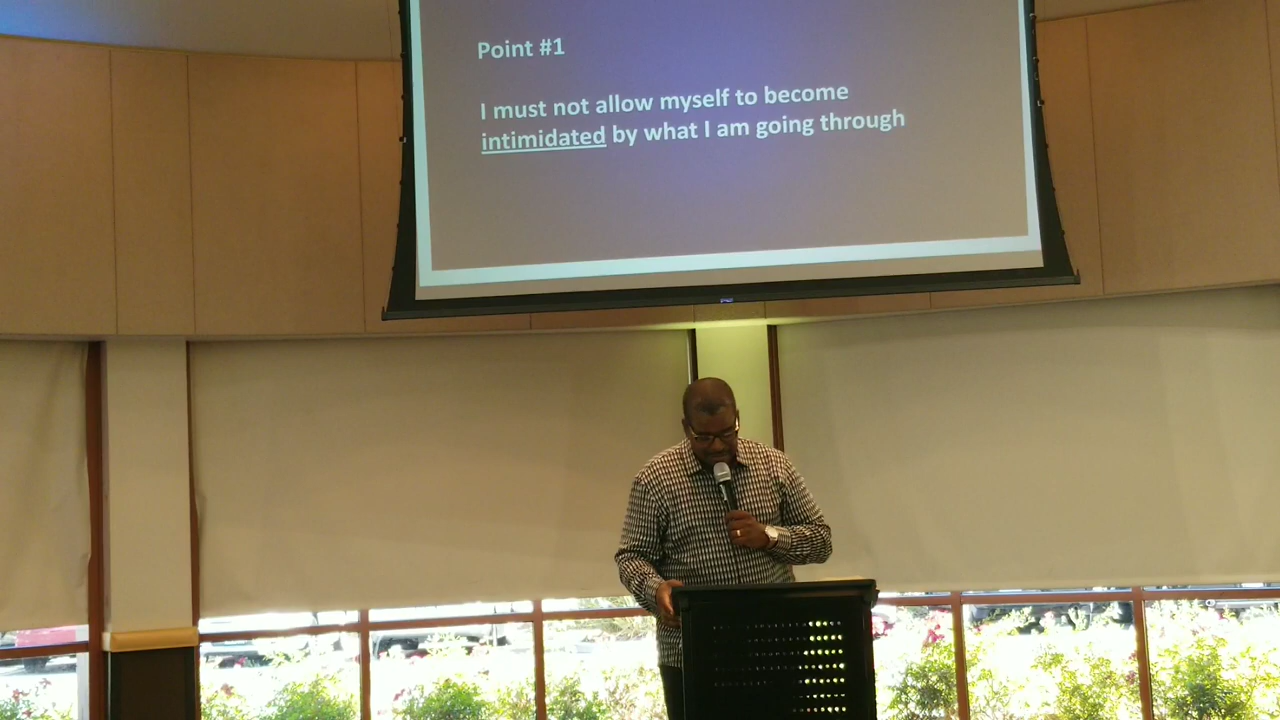 Point #1
I must not allow myself to become
intimidated by what I am going through